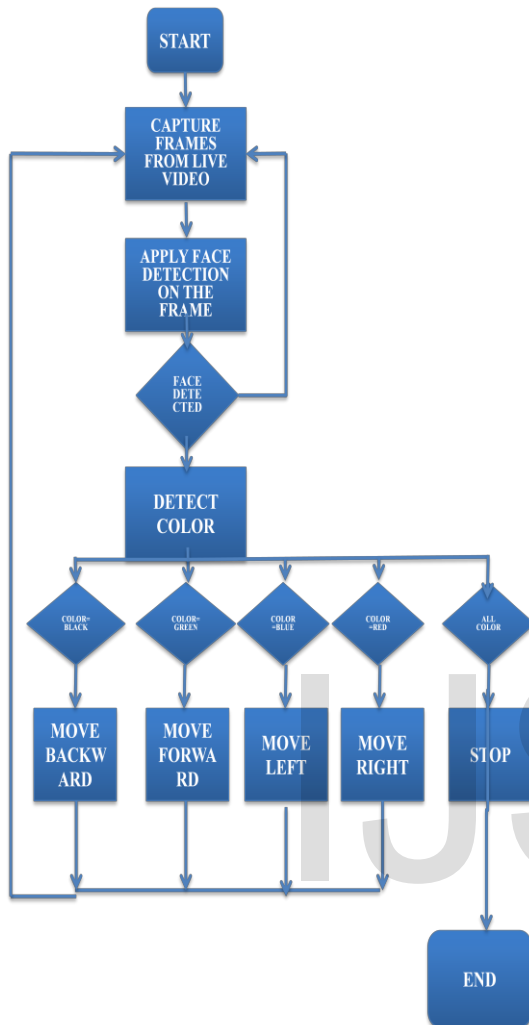 START
CAPTURE
FRAMES
FROM LIVE
VIDEO
APPLY FACE
DETECTION
ON THE
FRAME
FACE
DETE
CTED
DETECT
COLOR
COLOR=
BLACK
COLOR=
GREEN
COLOR
=BLUE
COLOR
=RED
ALL
COLOR
MOVE
BACKW
ARD
MOVE
FORWA
RD
MOVE
LEFT
MOVE
RIGHT
STOP
IJS
END